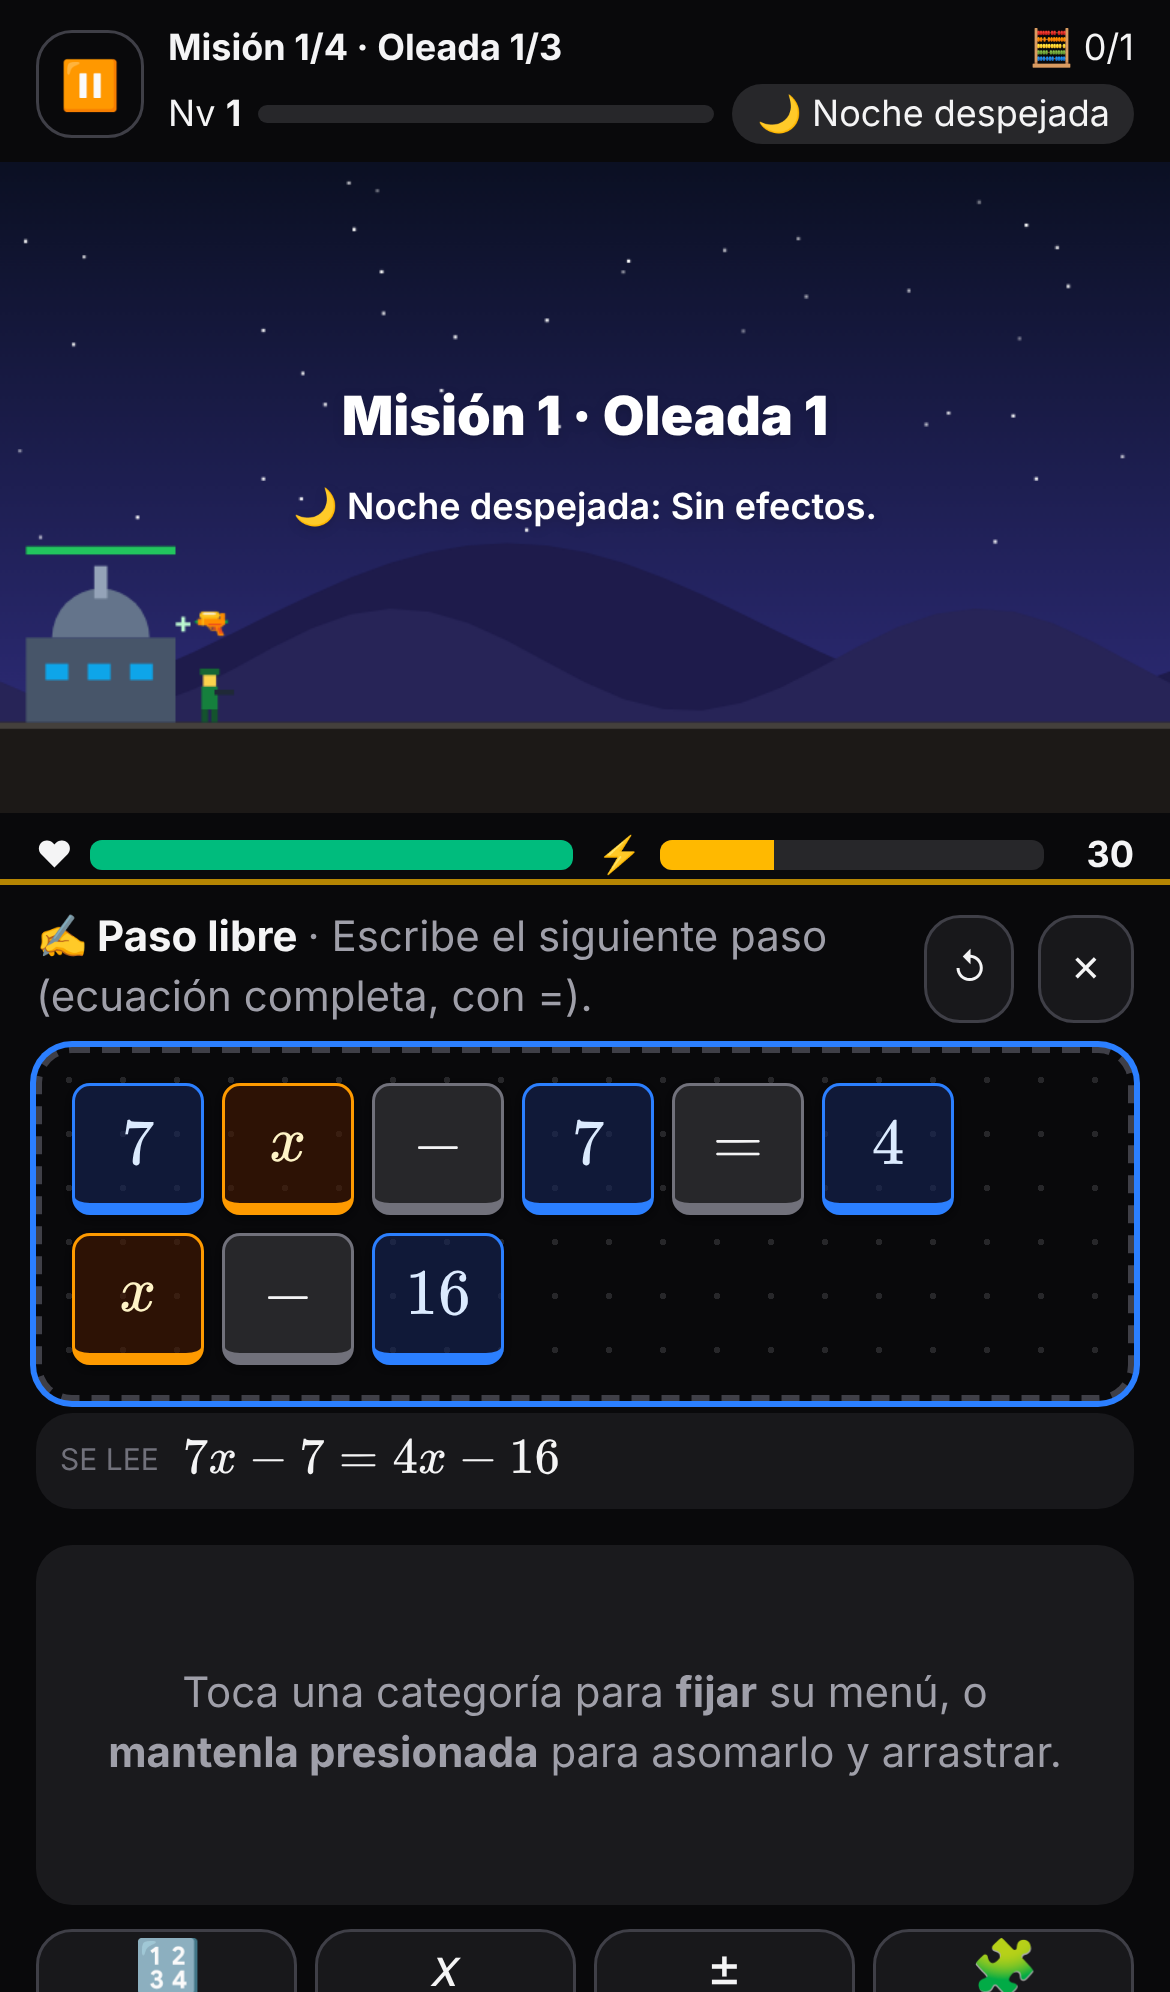 Misión 1/4 · Oleada 1/3
🧮 0/1
Nv 1
🌙 Noche despejada
Misión 1 · Oleada 1
🌙 Noche despejada: Sin efectos.
+🔫
♥ ⚡ 30
✍️ Paso libre · Escribe el siguiente paso
(ecuación completa, con =).
7 x − 7 = 4
x − 16
SE LEE 7x − 7 = 4x − 16
Toca una categoría para fijar su menú, o
mantenla presionada para asomarlo y arrastrar.
🔢 x ± 🧩